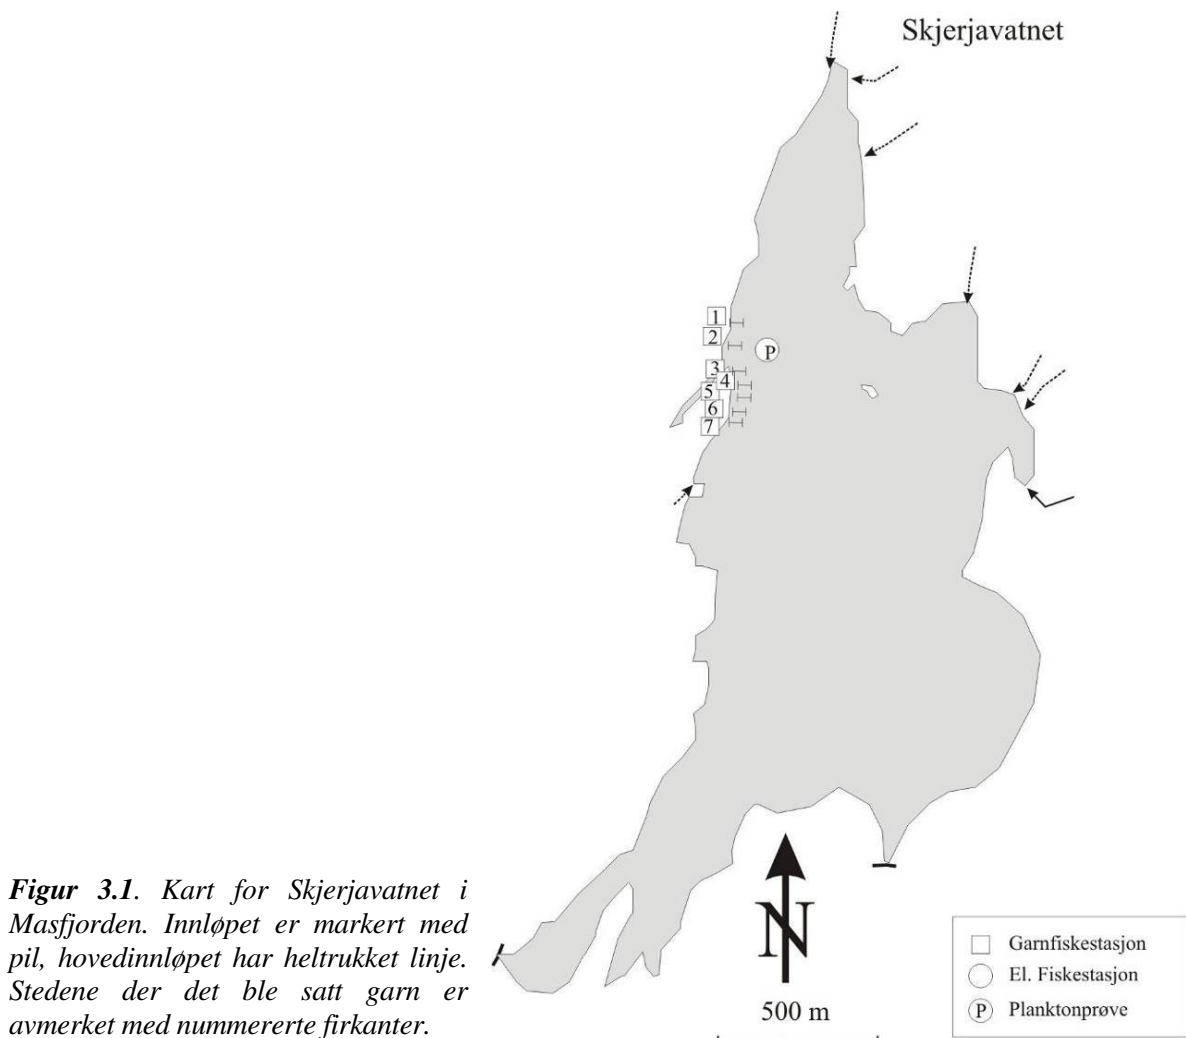 Skjerjavatnet
1
2
P
3
4
5
6
7
Figur 3.1. Kart for Skjerjavatnet i
Masfjorden. Innløpet er markert med
pil, hovedinnløpet har heltrukket linje.
Stedene der det ble satt garn er
avmerket med nummererte firkanter.
N
500 m
Garnfiskestasjon
El. Fiskestasjon
P Planktonprøve